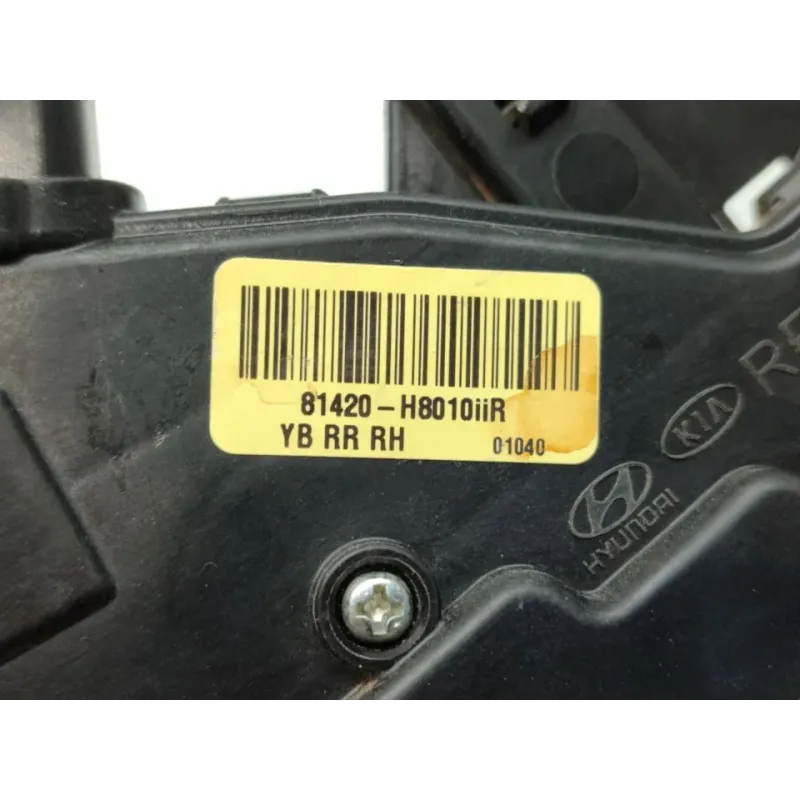 81420-H8010iiR
YB RR RH 01040
KIA
HYUNDAI